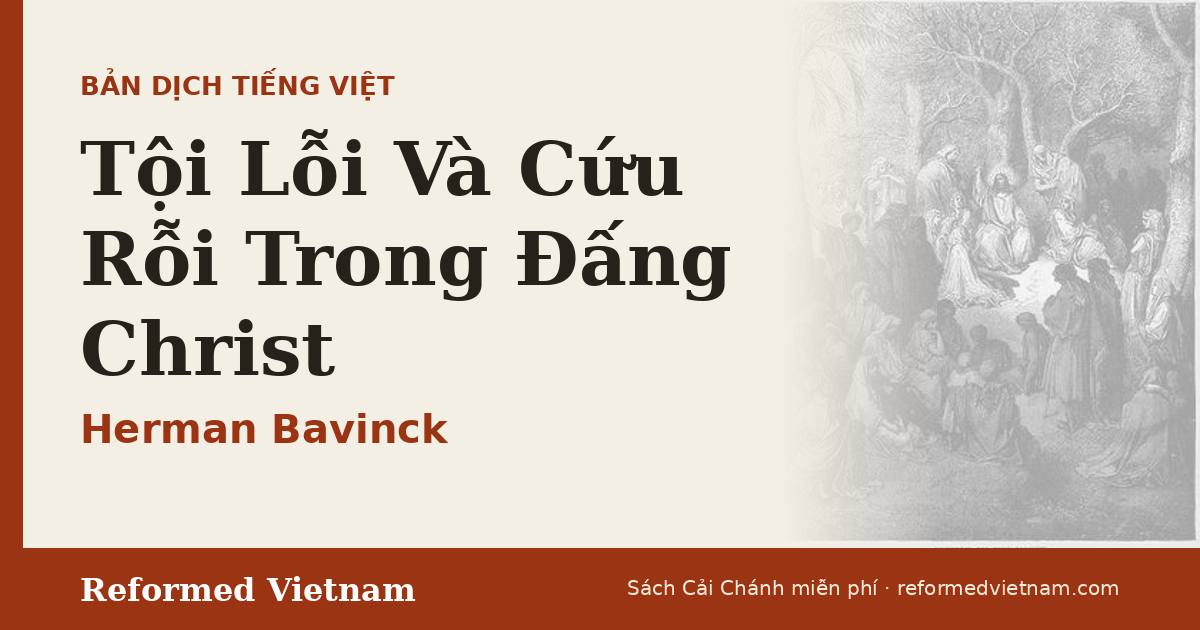 BẢN DỊCH TIẾNG VIỆT
Tội Lỗi Và Cứu
Rỗi Trong Đấng
Christ
Herman Bavinck
Reformed Vietnam
Sách Cải Chánh miễn phí · reformedvietnam.com